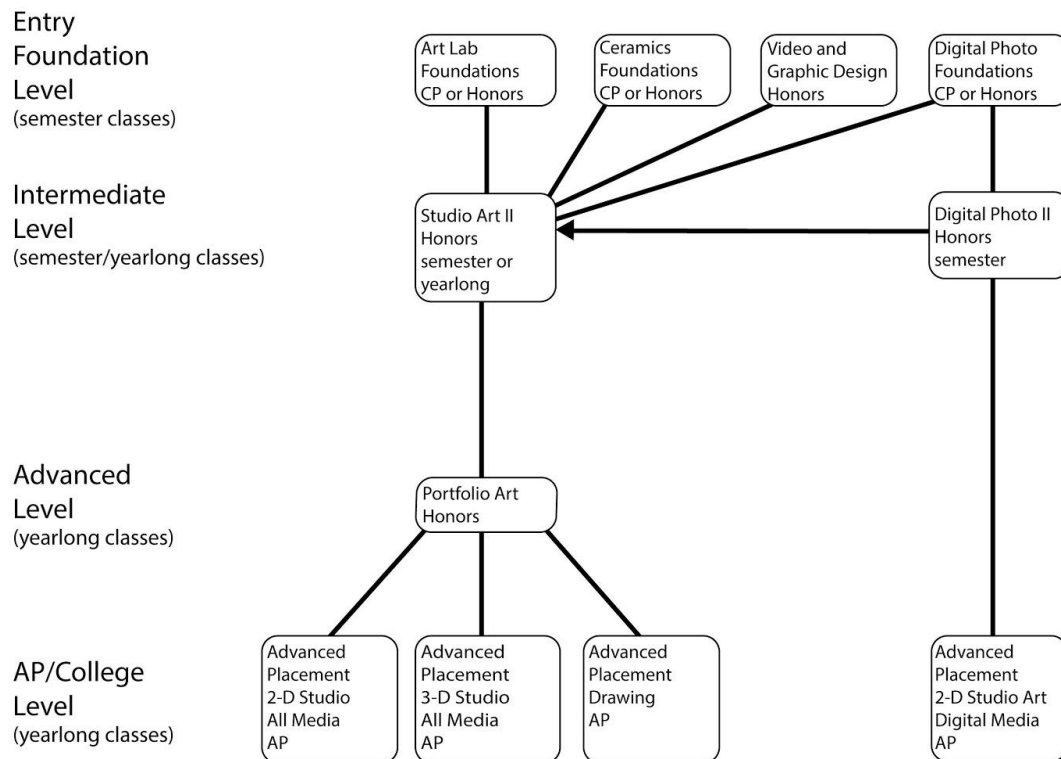 Entry
Foundation
Level
(semester classes)
Art Lab
Foundations
CP or Honors
Ceramics
Foundations
CP or Honors
Video and
Graphic Design
Honors
Digital Photo
Foundations
CP or Honors
Intermediate
Level
(semester/yearlong classes)
Studio Art II
Honors
semester or
yearlong
Digital Photo II
Honors
semester
Advanced
Level
(yearlong classes)
Portfolio Art
Honors
AP/College
Level
(yearlong classes)
Advanced
Placement
2-D Studio
All Media
AP
Advanced
Placement
3-D Studio
All Media
AP
Advanced
Placement
Drawing
AP
Advanced
Placement
2-D Studio Art
Digital Media
AP